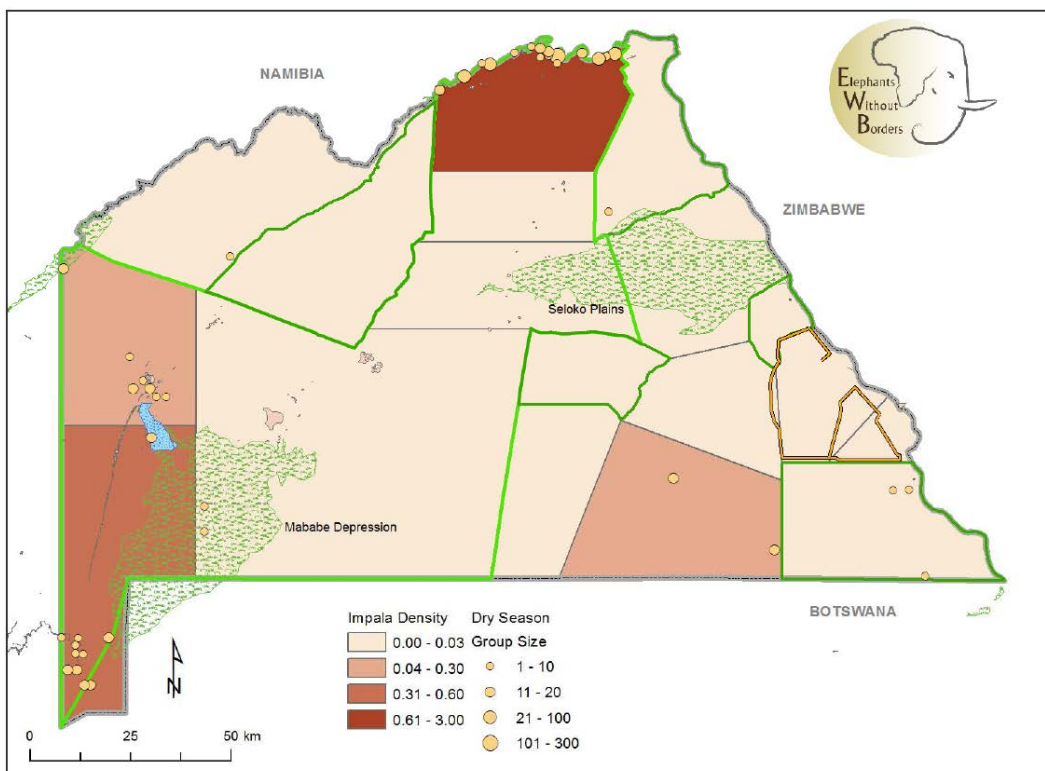 NAMIBIA
Elephants
Without
Borders
ZIMBABWE
Seloko Plains
Mababe Depression
BOTSWANA
Impala Density
0.00 - 0.03
0.04 - 0.30
0.31 - 0.60
0.61 - 3.00
Dry Season
Group Size
1 - 10
11 - 20
21 - 100
101 - 300
N
0 25 50 km